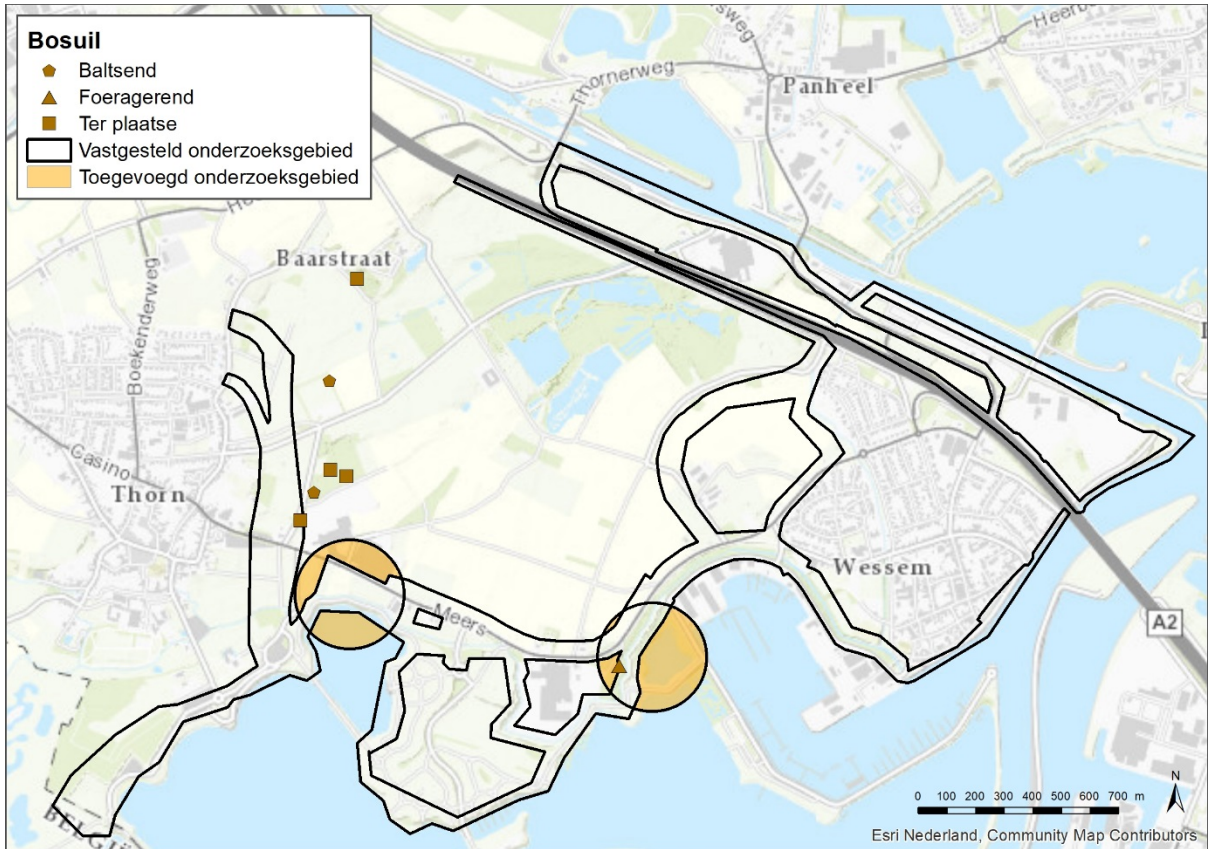 Bosuil
Baltsend
Foeragerend
Ter plaatse
Vastgesteld onderzoeksgebied
Toegevoegd onderzoeksgebied
Thornerweg
Panheel
Baarstraat
Boekenderweg
Casino
Thorn
Meers
Wessem
A2
N
0 100 200 300 400 500 600 700 m
Esri Nederland, Community Map Contributors